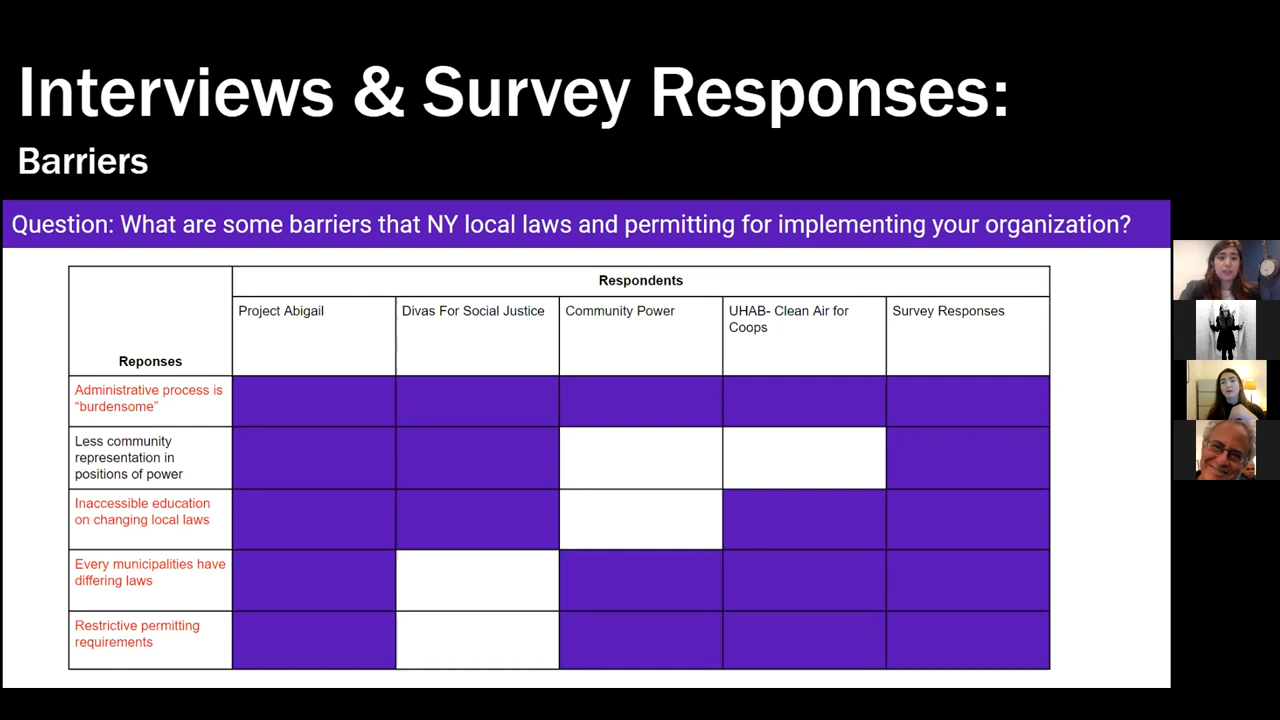 Interviews & Survey Responses:
Barriers
Question: What are some barriers that NY local laws and permitting for implementing your organization?
Respondents
Reponses
Project Abigail
Divas For Social Justice
Community Power
UHAB- Clean Air for
Coops
Survey Responses
Administrative process is
“burdensome”
Less community
representation in
positions of power
Inaccessible education
on changing local laws
Every municipalities have
differing laws
Restrictive permitting
requirements